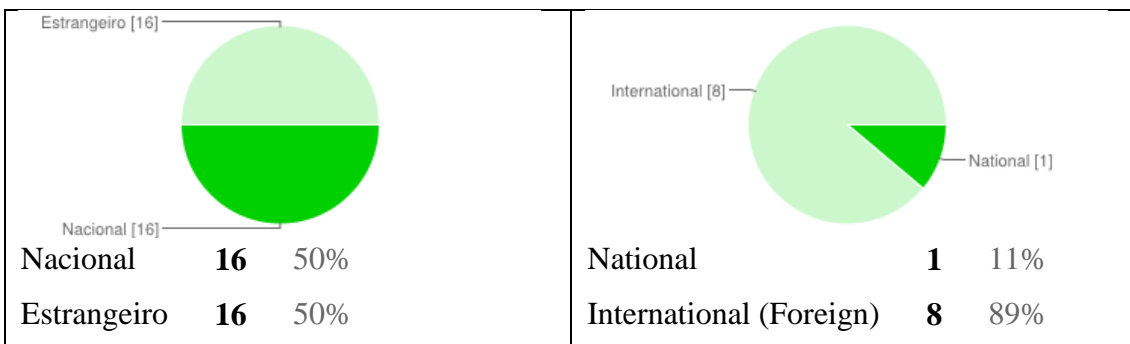 Estrangeiro [16]
Nacional [16]
Nacional 16 50%
Estrangeiro 16 50%
International [8]
National [1]
National 1 11%
International (Foreign) 8 89%